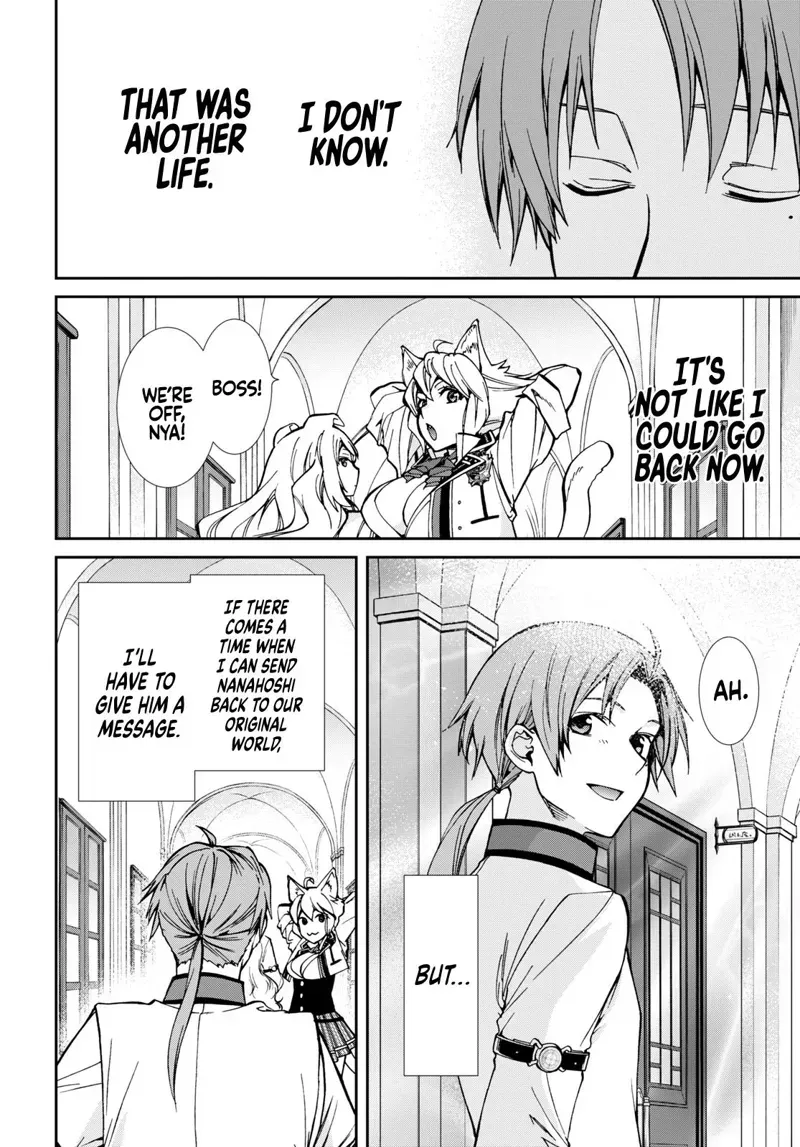 I DON'T
KNOW.
THAT WAS
ANOTHER
LIFE.
IT'S
NOT LIKE I
COULD GO
BACK NOW.
BOSS!
WE'RE
OFF,
NYA!
AH.
BUT...
IF THERE
COMES A
TIME WHEN
I CAN SEND
NANAHOSHI
BACK TO OUR
ORIGINAL
WORLD,
I'LL
HAVE TO
GIVE HIM A
MESSAGE.